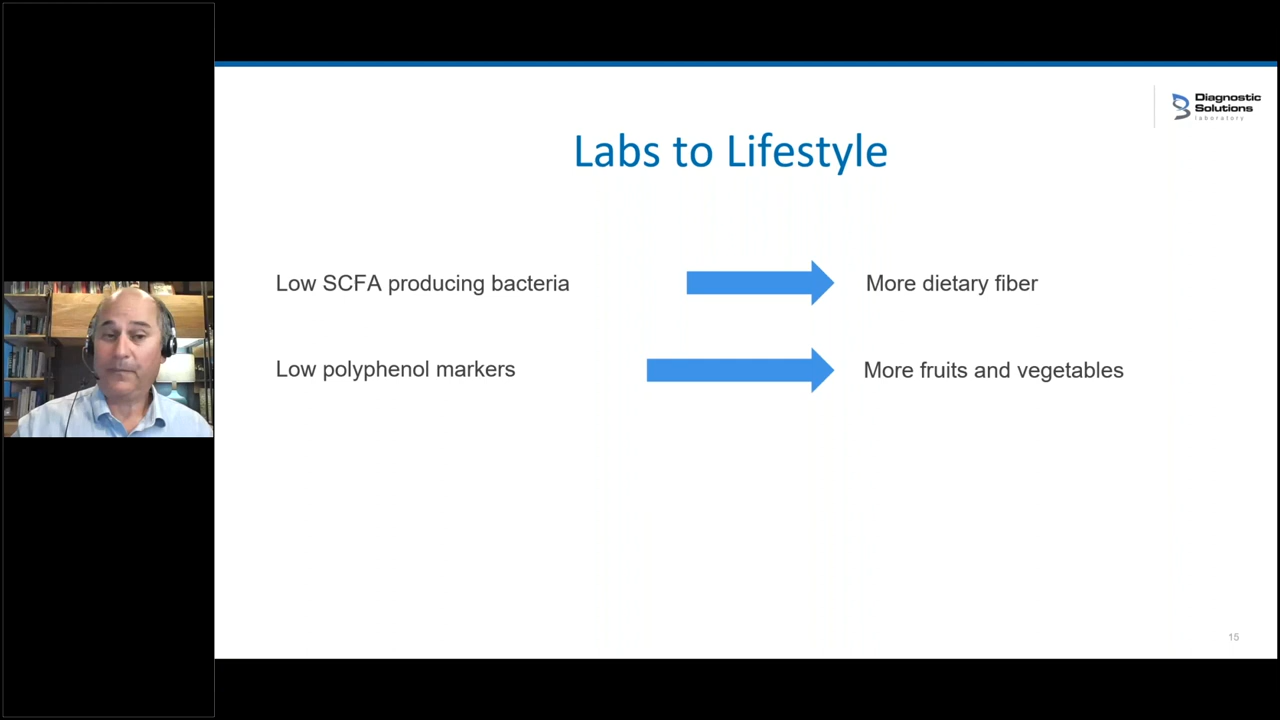 Diagnostic
Solutions
laboratory
Labs to Lifestyle
Low SCFA producing bacteria
More dietary fiber
Low polyphenol markers
More fruits and vegetables
15